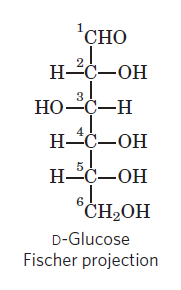 ¹CHO
H—²C—OH
HO—³C—H
H—⁴C—OH
H—⁵C—OH
⁶CH₂OH
D-Glucose
Fischer projection